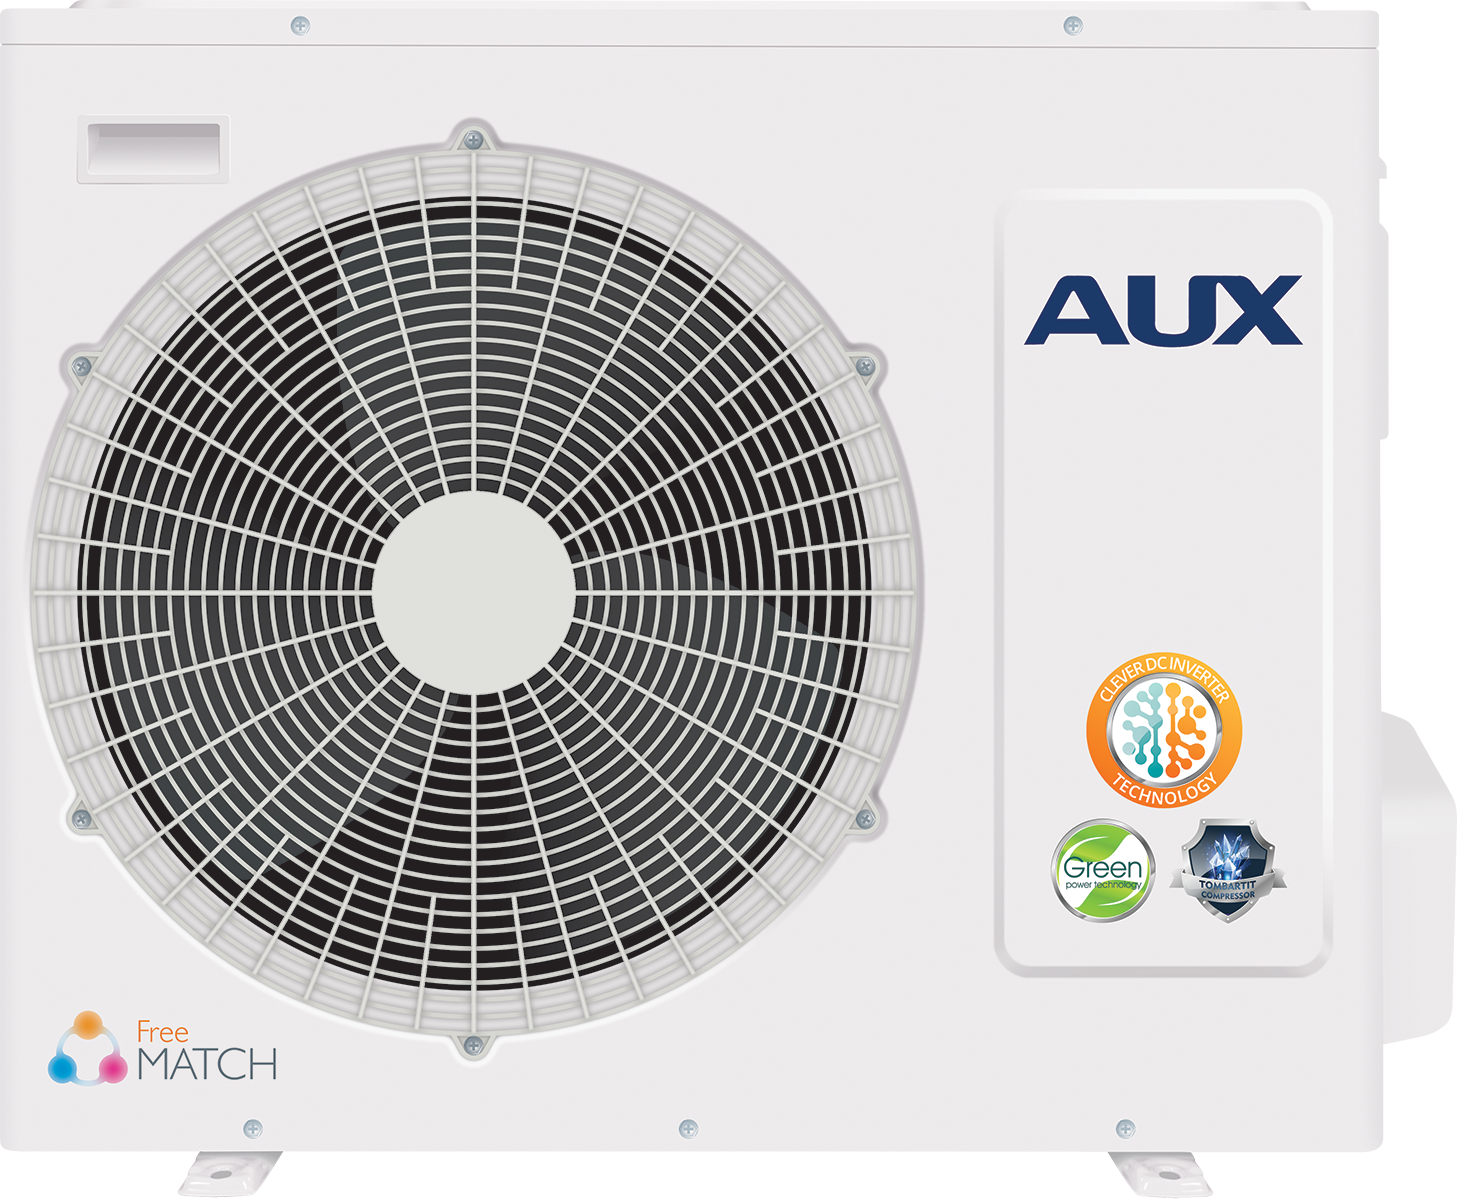 AUX
CLEVER DC INVERTER
TECHNOLOGY
Green
power technology
TOMBARTIT
COMPRESSOR
Free
MATCH